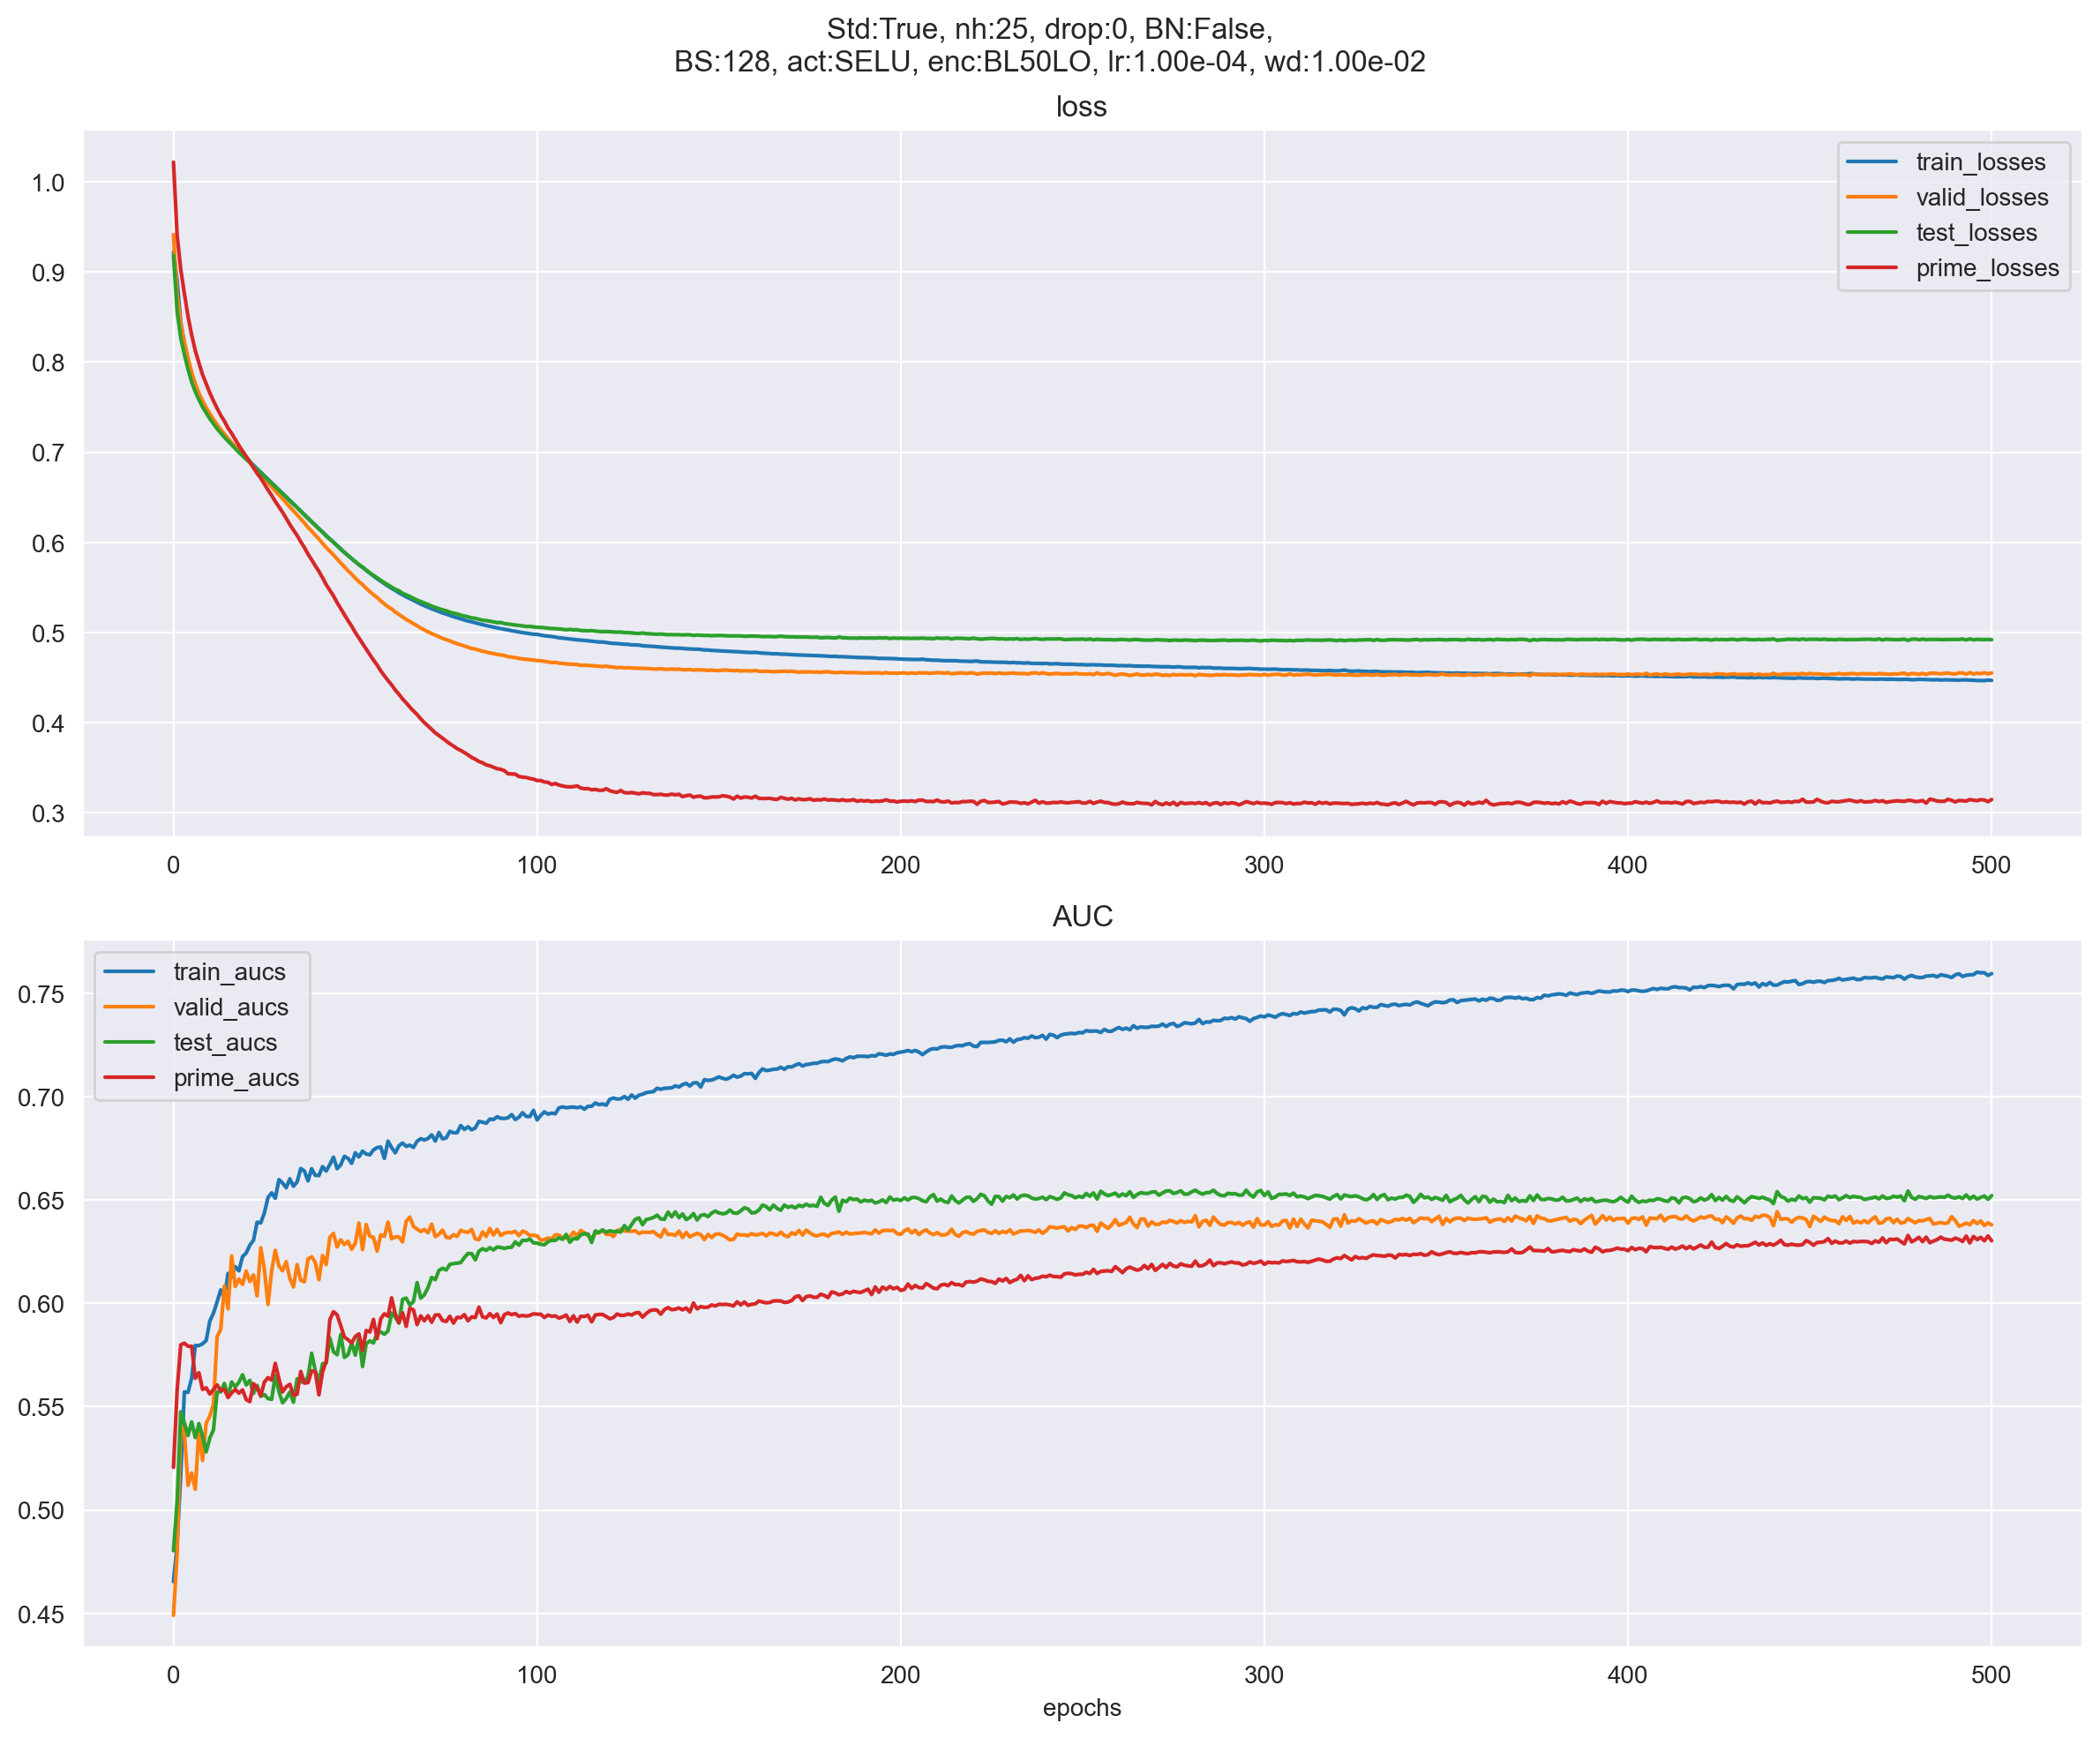 Std:True, nh:25, drop:0, BN:False,
BS:128, act:SELU, enc:BL50LO, lr:1.00e-04, wd:1.00e-02
loss
1.0
0.9
0.8
0.7
0.6
0.5
0.4
0.3
train_losses
valid_losses
test_losses
prime_losses
0 100 200 300 400 500
AUC
0.75
0.70
0.65
0.60
0.55
0.50
0.45
train_aucs
valid_aucs
test_aucs
prime_aucs
0 100 200 300 400 500
epochs